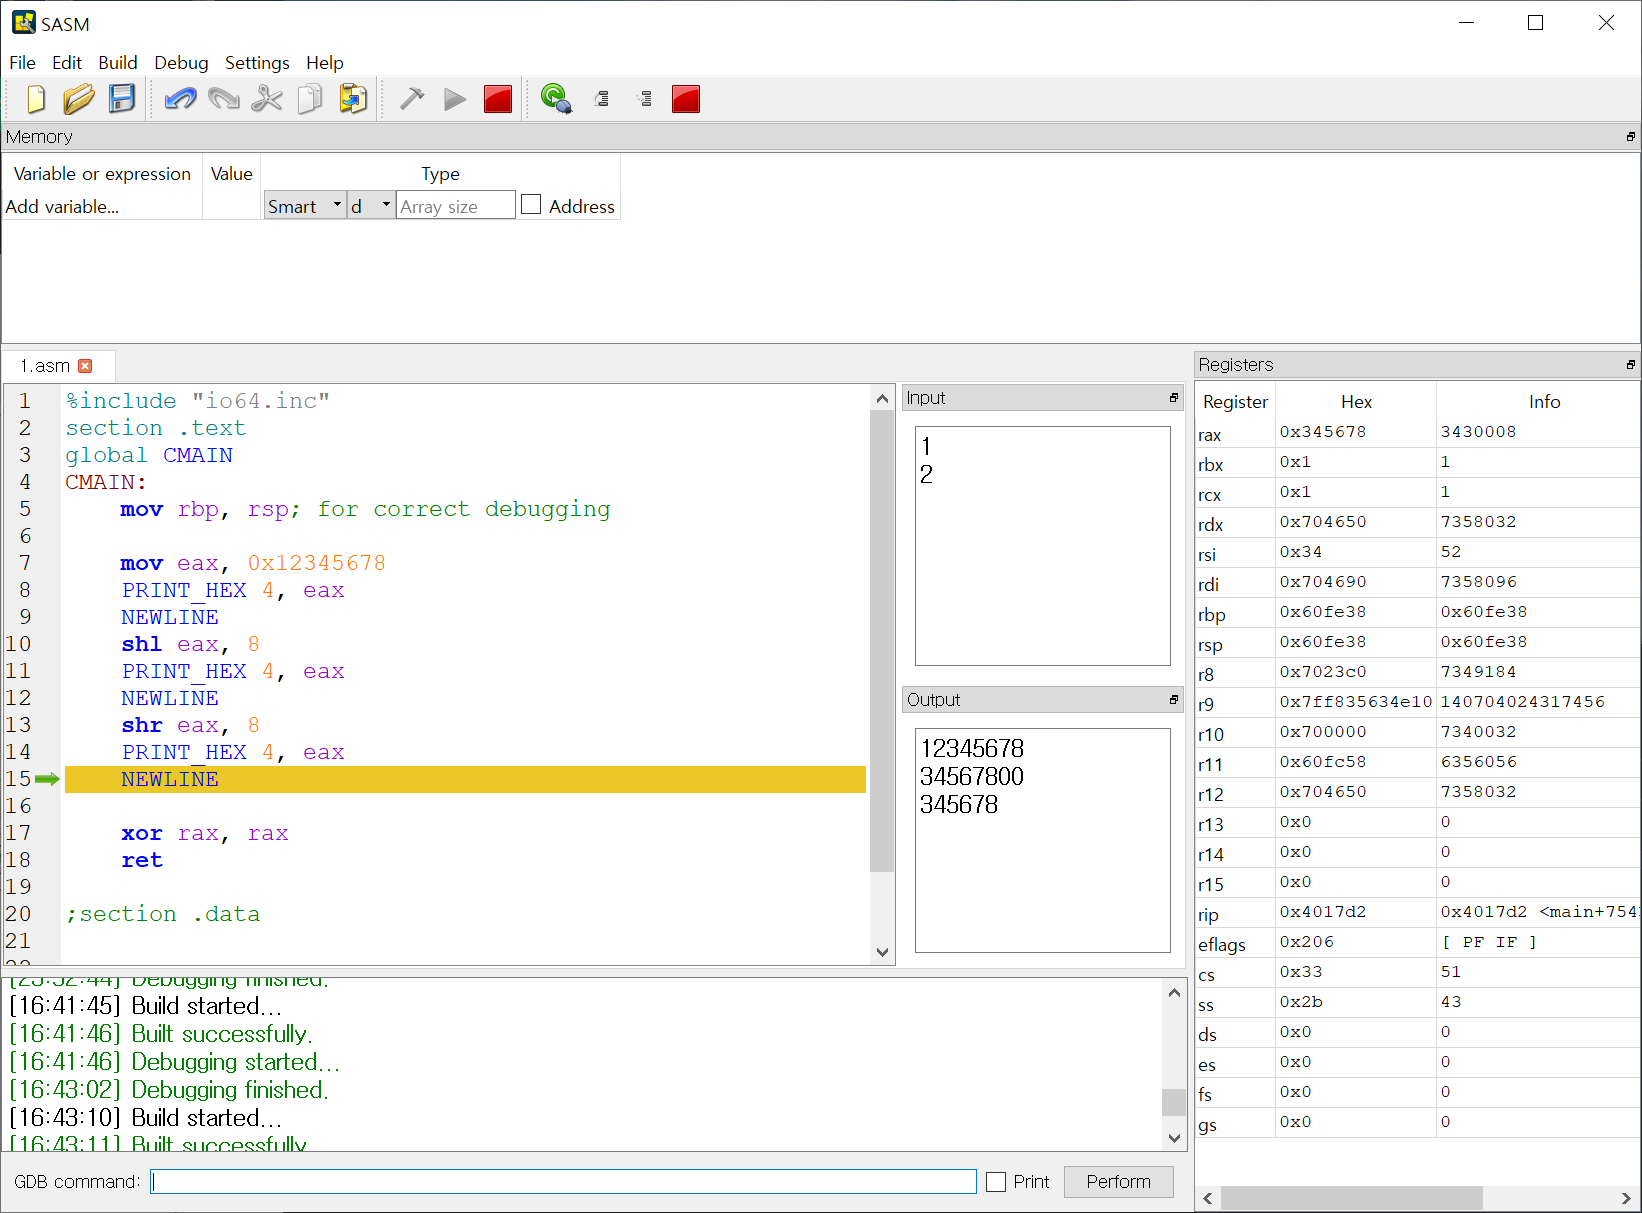 SASM
File Edit Build Debug Settings Help
Memory
Variable or expression Value Type
Add variable... Smart d Array size Address
1.asm
1 %include "io64.inc"
2 section .text
3 global CMAIN
4 CMAIN:
5 mov rbp, rsp; for correct debugging
6
7 mov eax, 0x12345678
8 PRINT_HEX 4, eax
9 NEWLINE
10 shl eax, 8
11 PRINT_HEX 4, eax
12 NEWLINE
13 shr eax, 8
14 PRINT_HEX 4, eax
15 NEWLINE
16
17 xor rax, rax
18 ret
19
20 ;section .data
21
22
Input
1
2
Output
12345678
34567800
345678
Registers
Register Hex Info
rax 0x345678 3430008
rbx 0x1 1
rcx 0x1 1
rdx 0x704650 7358032
rsi 0x34 52
rdi 0x704690 7358096
rbp 0x60fe38 0x60fe38
rsp 0x60fe38 0x60fe38
r8 0x7023c0 7349184
r9 0x7ff835634e10 140704024317456
r10 0x700000 7340032
r11 0x60fc58 6356056
r12 0x704650 7358032
r13 0x0 0
r14 0x0 0
r15 0x0 0
rip 0x4017d2 0x4017d2 <main+754
eflags 0x206 [ PF IF ]
cs 0x33 51
ss 0x2b 43
ds 0x0 0
es 0x0 0
fs 0x0 0
gs 0x0 0
Debugging finished.
[16:41:45] Build started...
[16:41:46] Built successfully.
[16:41:46] Debugging started...
[16:43:02] Debugging finished.
[16:43:10] Build started...
[16:43:11] Built successfully.
GDB command: Print Perform